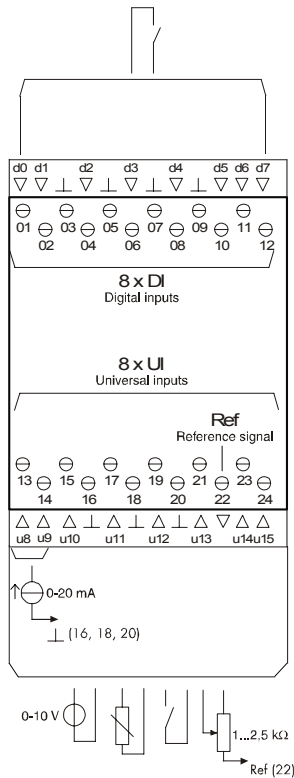 d0 d1 ⊥ d2 ⊥ d3 ⊥ d4 ⊥ d5 d6 d7
01 03 05 07 09 11
02 04 06 08 10 12
8 x DI
Digital inputs
8 x UI
Universal inputs
Ref
Reference signal
13 15 17 19 21 23
14 16 18 20 22 24
u8 u9 u10 ⊥ u11 ⊥ u12 ⊥ u13 u14 u15
0-20 mA
⊥ (16, 18, 20)
0-10 V
1...2,5 kΩ
Ref (22)